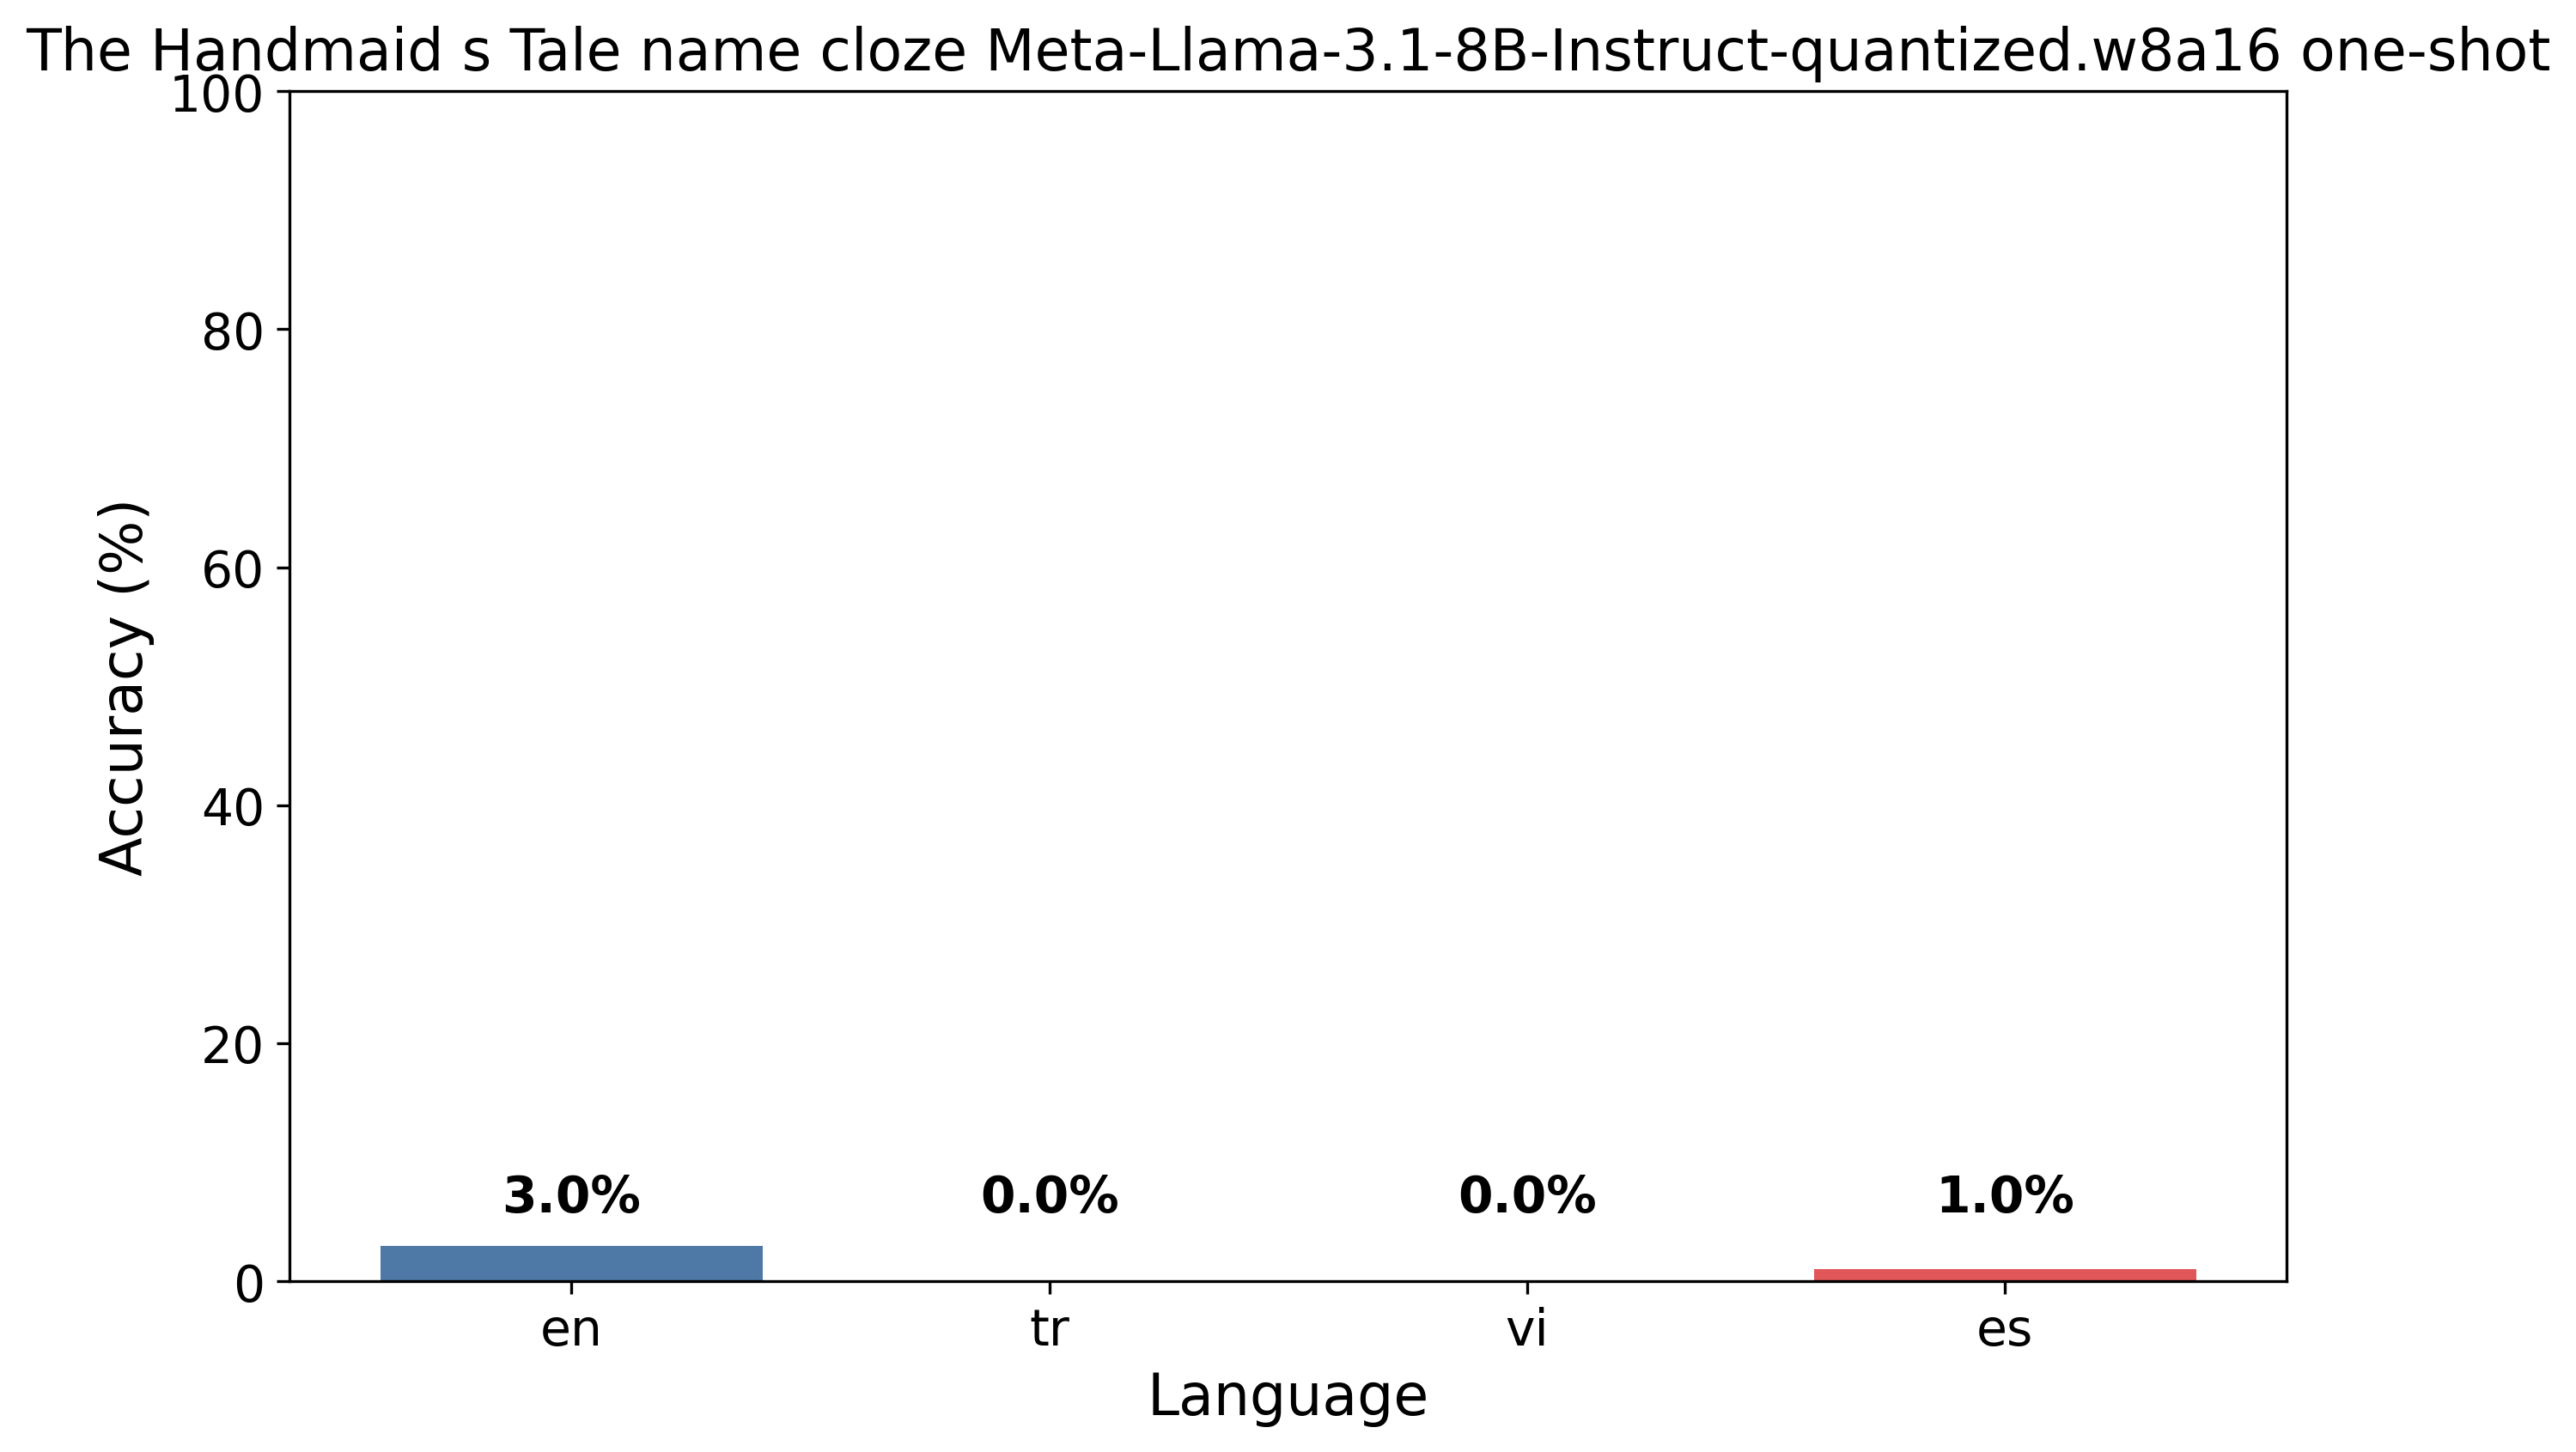 The Handmaid s Tale name cloze Meta-Llama-3.1-8B-Instruct-quantized.w8a16 one-shot
100
80
60
40
20
0
Accuracy (%)
3.0%
0.0%
0.0%
1.0%
en
tr
vi
es
Language